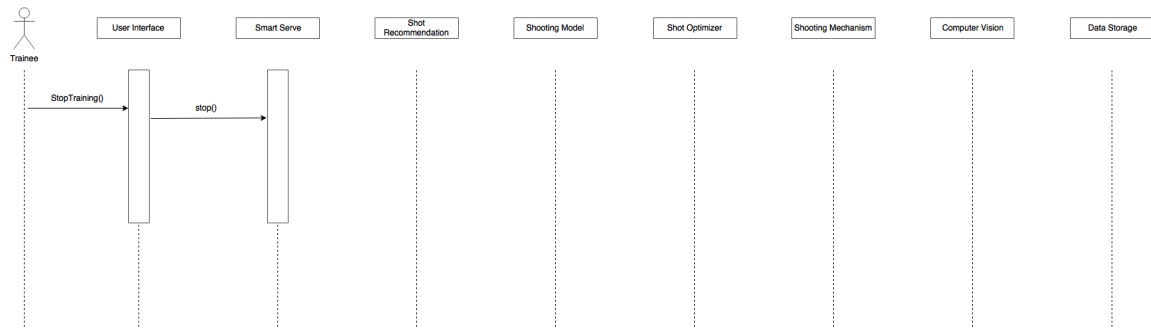 Trainee
User Interface
Smart Serve
Shot
Recommendation
Shooting Model
Shot Optimizer
Shooting Mechanism
Computer Vision
Data Storage
StopTraining()
stop()